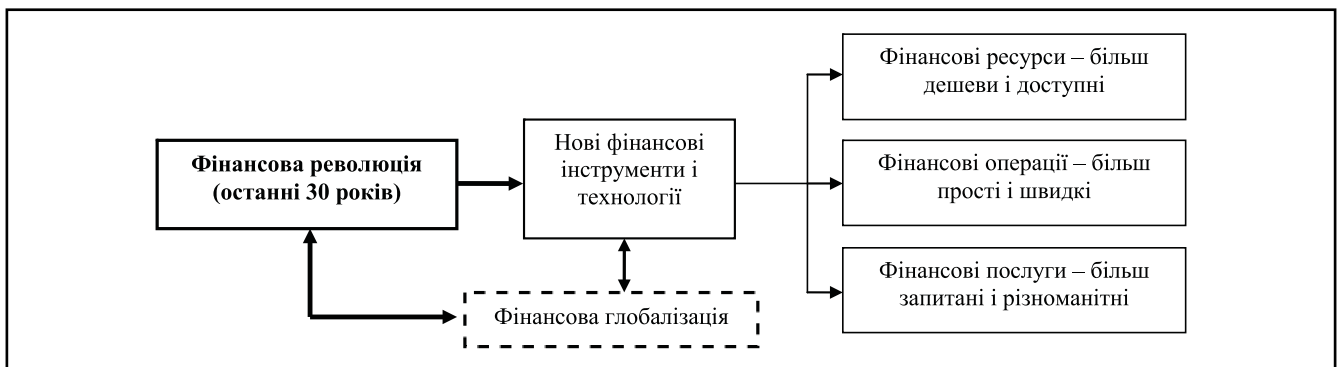 Фінансова революція
(останні 30 років)
Нові фінансові
інструменти і
технології
Фінансова глобалізація
Фінансові ресурси – більш
дешеви і доступні
Фінансові операції – більш
прості і швидкі
Фінансові послуги – більш
запитані і різноманітні